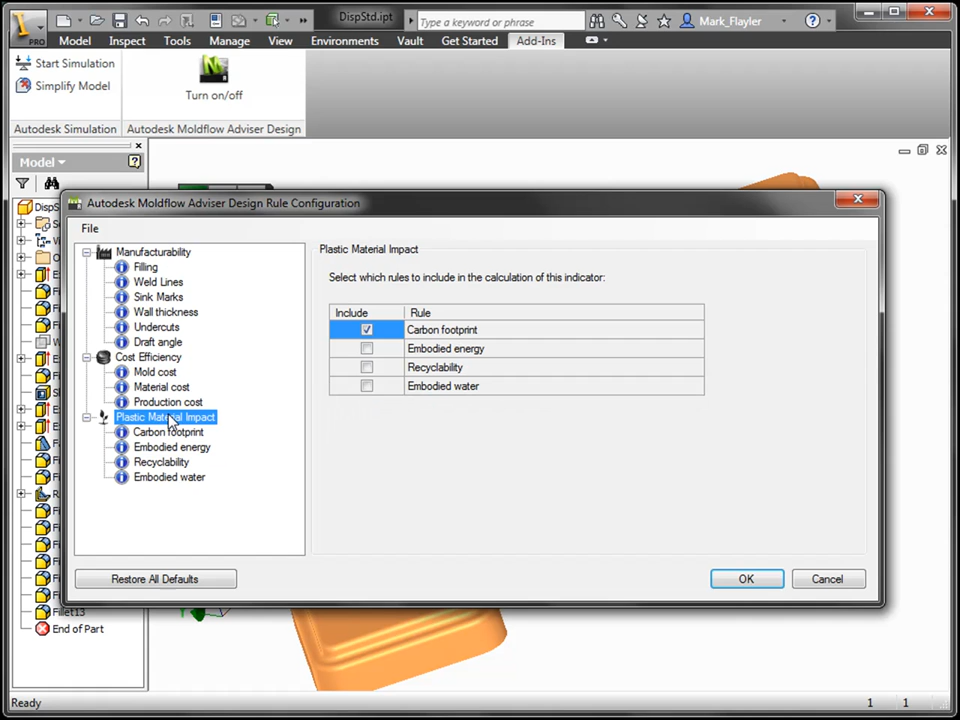 DispStd.ipt
Type a keyword or phrase
Mark_Flayler
PRO
Model
Inspect
Tools
Manage
View
Environments
Vault
Get Started
Add-Ins
Start Simulation
Simplify Model
Turn on/off
Autodesk Simulation
Autodesk Moldflow Adviser Design
Model
DispS
Autodesk Moldflow Adviser Design Rule Configuration
File
Manufacturability
Filling
Weld Lines
Sink Marks
Wall thickness
Undercuts
Draft angle
Cost Efficiency
Mold cost
Material cost
Production cost
Plastic Material Impact
Carbon footprint
Embodied energy
Recyclability
Embodied water
Plastic Material Impact
Select which rules to include in the calculation of this indicator:
Include Rule
Carbon footprint
Embodied energy
Recyclability
Embodied water
Restore All Defaults
OK
Cancel
Fillet13
End of Part
Ready
1 1